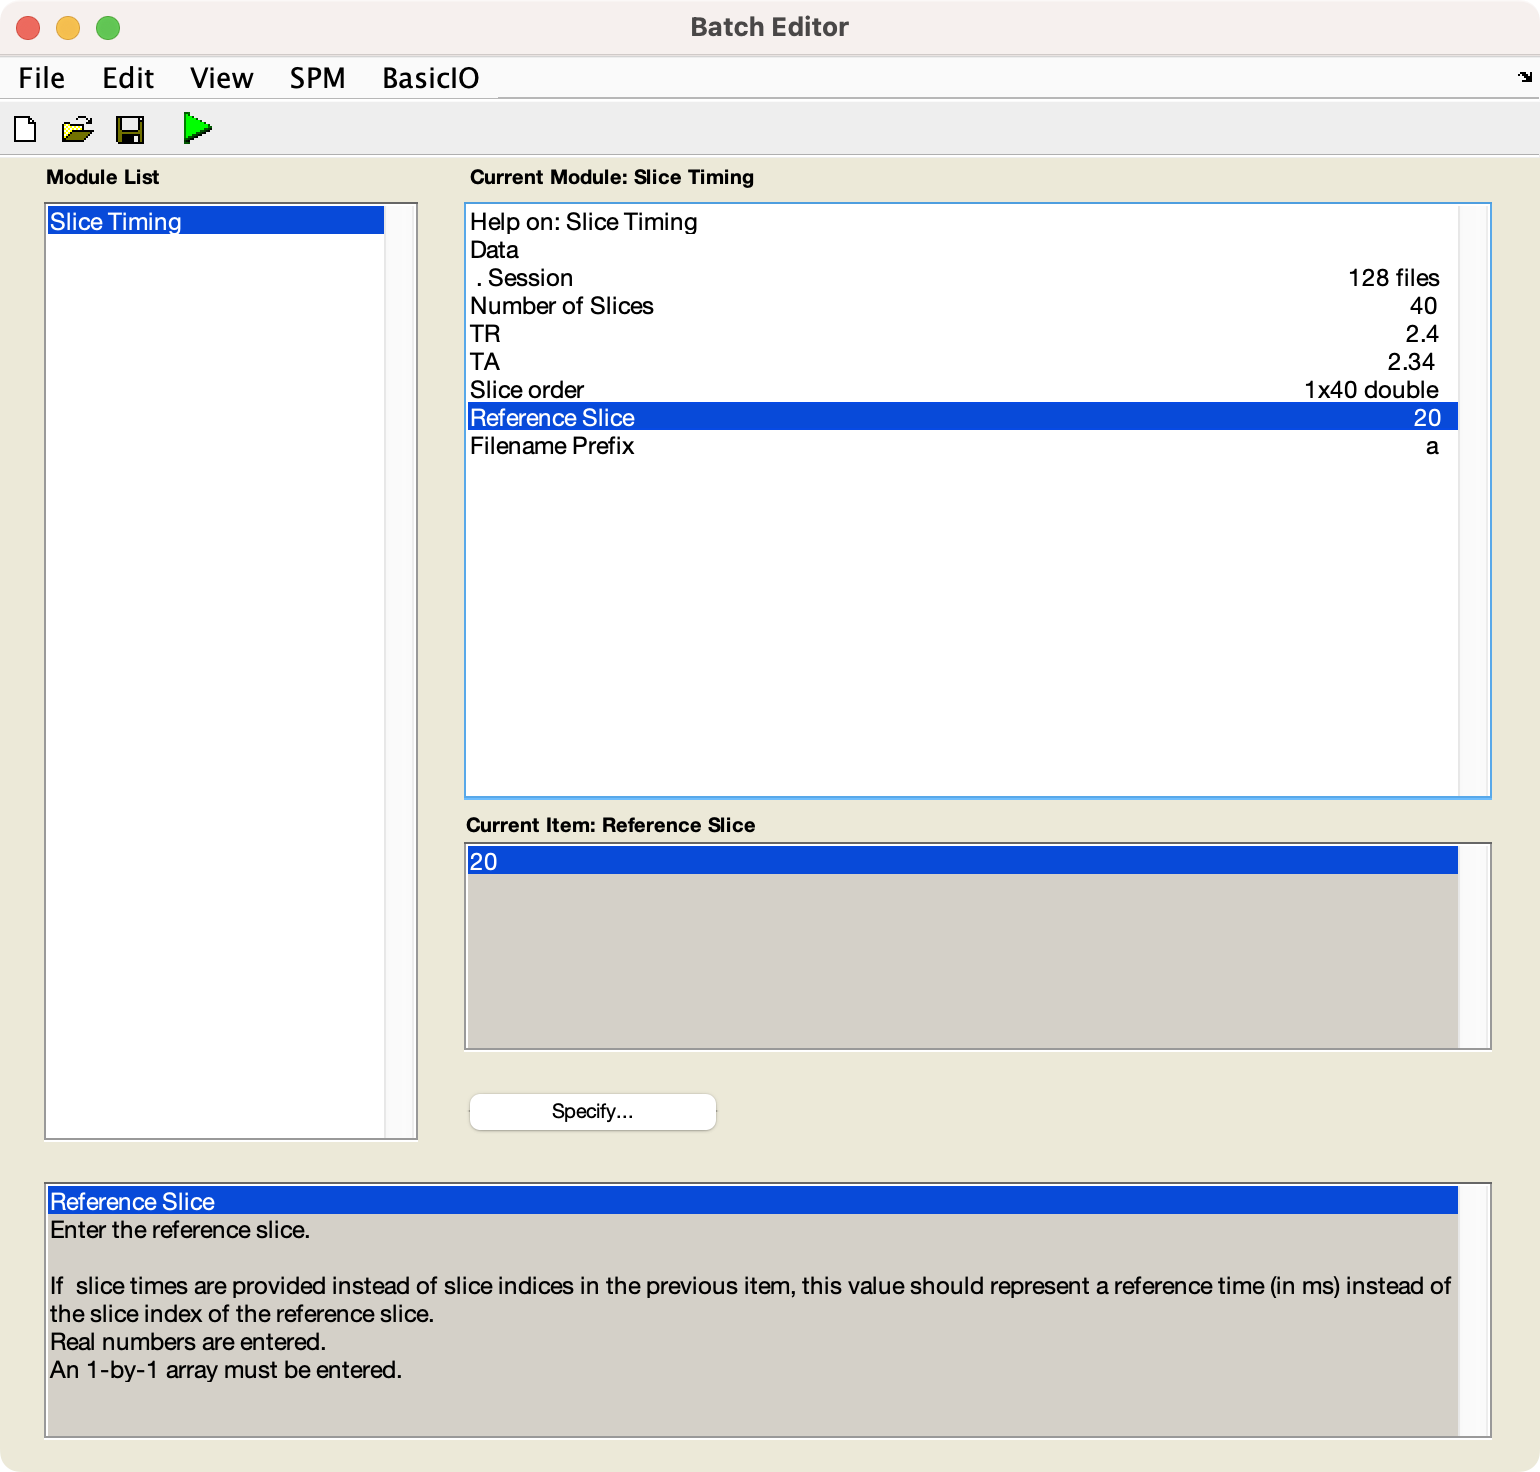 Batch Editor
File Edit View SPM BasicIO
Module List
Slice Timing
Current Module: Slice Timing
Help on: Slice Timing
Data
. Session 128 files
Number of Slices 40
TR 2.4
TA 2.34
Slice order 1x40 double
Reference Slice 20
Filename Prefix a
Current Item: Reference Slice
20
Specify...
Reference Slice
Enter the reference slice.
If  slice times are provided instead of slice indices in the previous item, this value should represent a reference time (in ms) instead of
the slice index of the reference slice.
Real numbers are entered.
An 1-by-1 array must be entered.